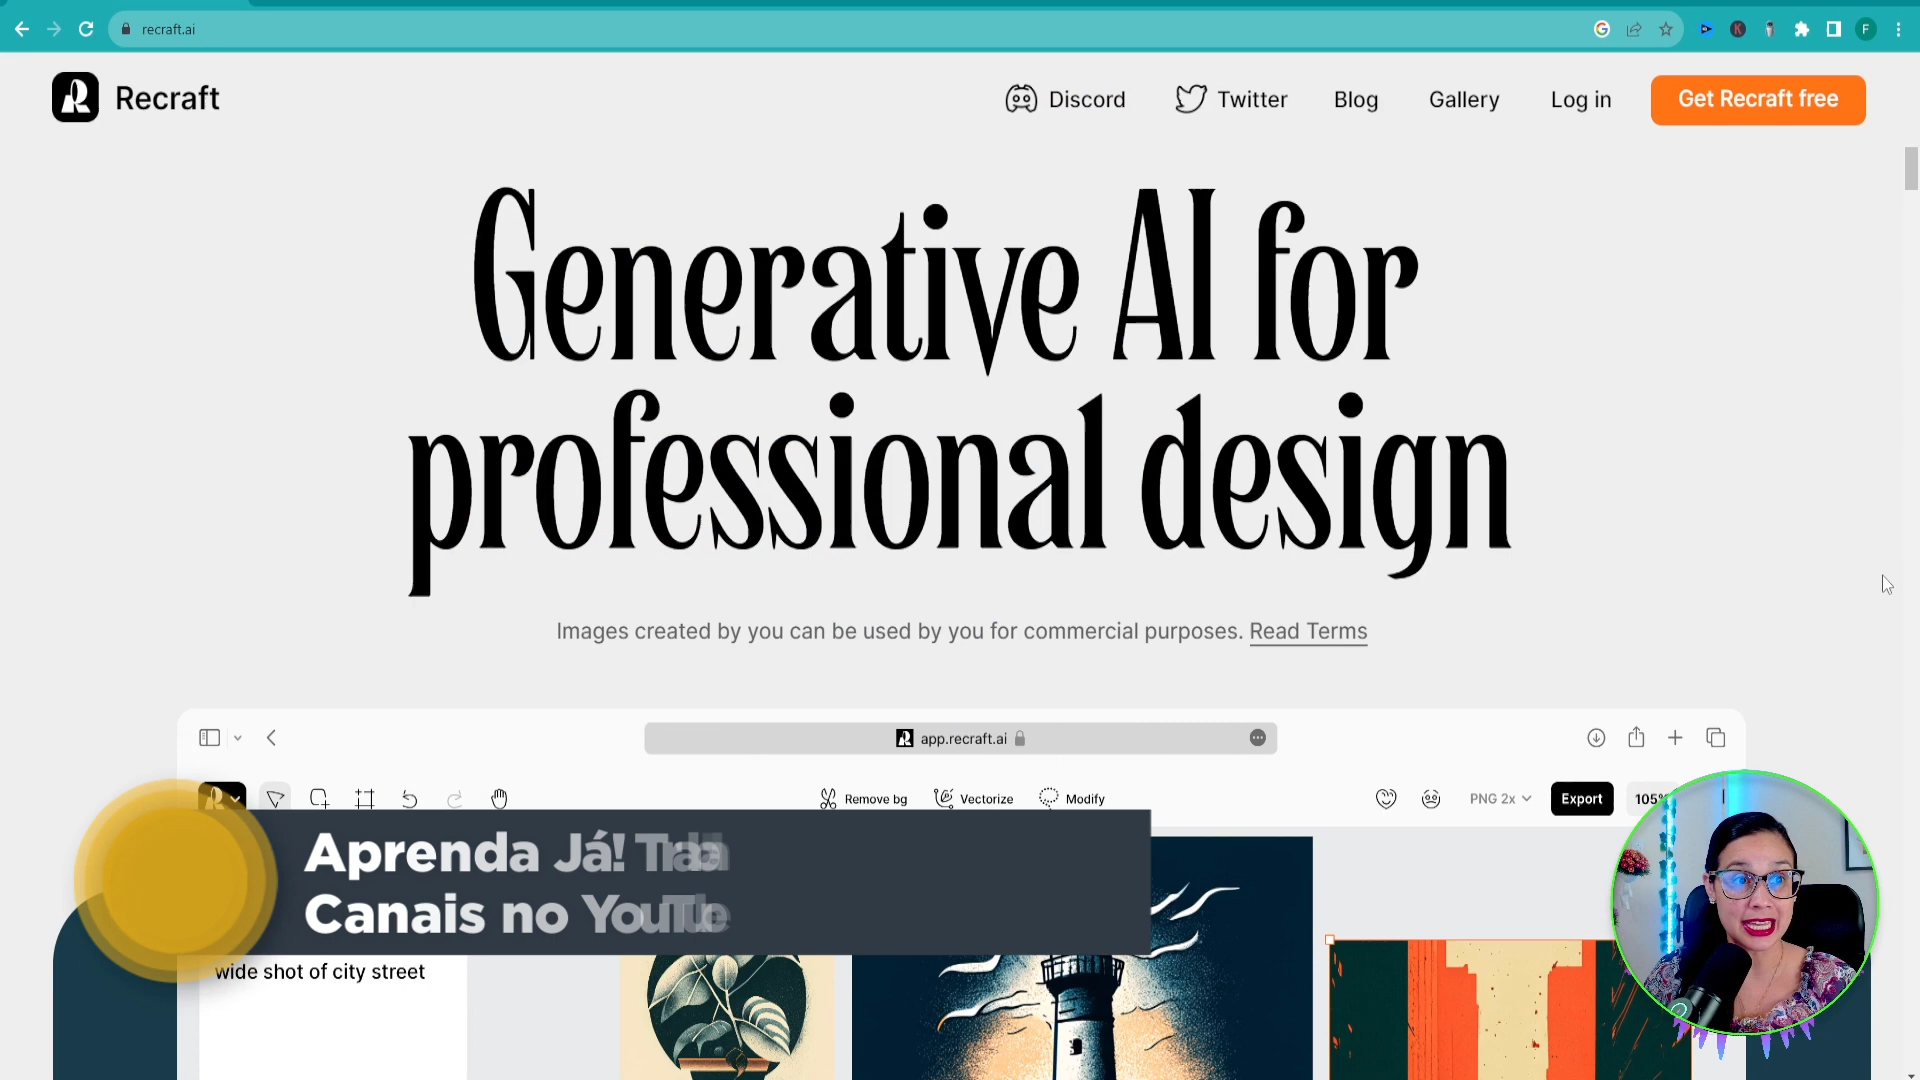 recraft.ai
F
Recraft
Discord
Twitter
Blog
Gallery
Log in
Get Recraft free
Generative AI for
professional design
Images created by you can be used by you for commercial purposes. Read Terms
app.recraft.ai
Remove bg
Vectorize
Modify
PNG 2x
Export
Aprenda Já!
Canais no
wide shot of city street